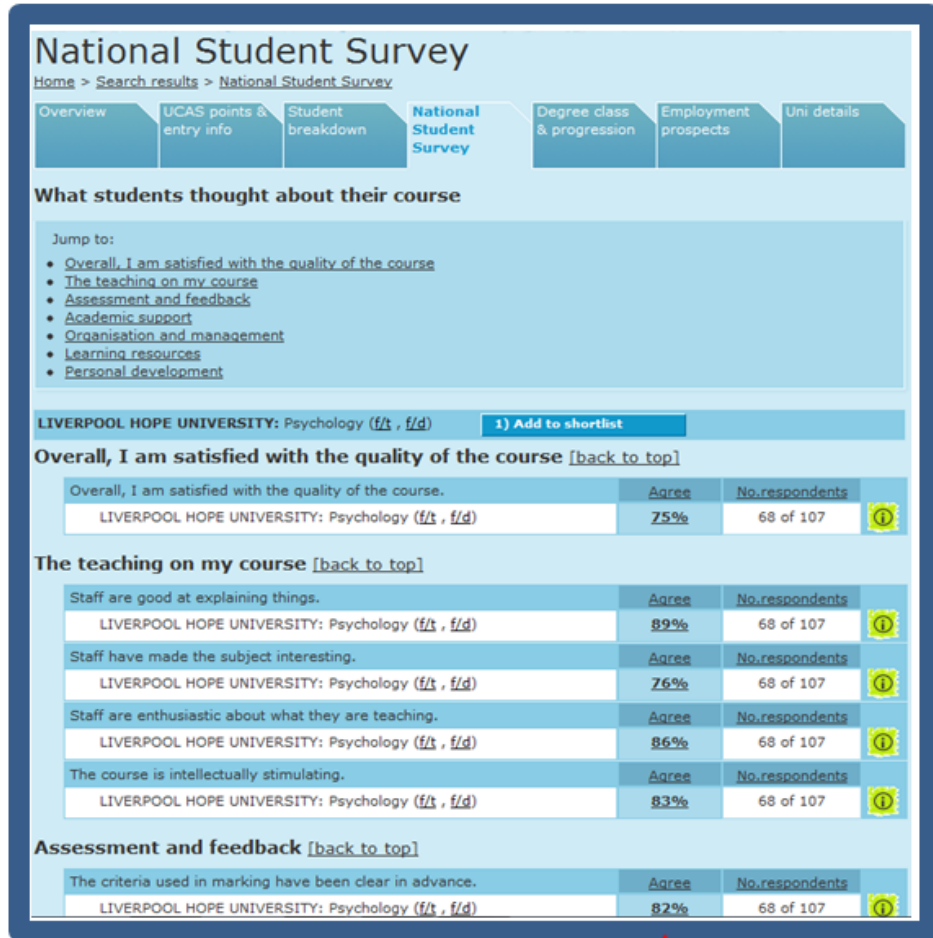 National Student Survey
Home > Search results > National Student Survey
Overview
UCAS points &
entry info
Student
breakdown
National
Student
Survey
Degree class
& progression
Employment
prospects
Uni details
What students thought about their course
Jump to:
• Overall, I am satisfied with the quality of the course
• The teaching on my course
• Assessment and feedback
• Academic support
• Organisation and management
• Learning resources
• Personal development
LIVERPOOL HOPE UNIVERSITY: Psychology (f/t , f/d) 1) Add to shortlist
Overall, I am satisfied with the quality of the course [back to top]
Overall, I am satisfied with the quality of the course. Agree No.respondents
LIVERPOOL HOPE UNIVERSITY: Psychology (f/t , f/d) 75% 68 of 107
The teaching on my course [back to top]
Staff are good at explaining things. Agree No.respondents
LIVERPOOL HOPE UNIVERSITY: Psychology (f/t , f/d) 89% 68 of 107
Staff have made the subject interesting. Agree No.respondents
LIVERPOOL HOPE UNIVERSITY: Psychology (f/t , f/d) 76% 68 of 107
Staff are enthusiastic about what they are teaching. Agree No.respondents
LIVERPOOL HOPE UNIVERSITY: Psychology (f/t , f/d) 86% 68 of 107
The course is intellectually stimulating. Agree No.respondents
LIVERPOOL HOPE UNIVERSITY: Psychology (f/t , f/d) 83% 68 of 107
Assessment and feedback [back to top]
The criteria used in marking have been clear in advance. Agree No.respondents
LIVERPOOL HOPE UNIVERSITY: Psychology (f/t , f/d) 82% 68 of 107